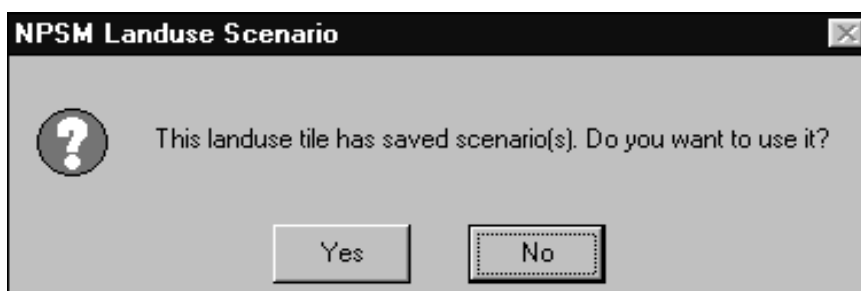 NPSM Landuse Scenario
This landuse tile has saved scenario(s). Do you want to use it?
Yes
No